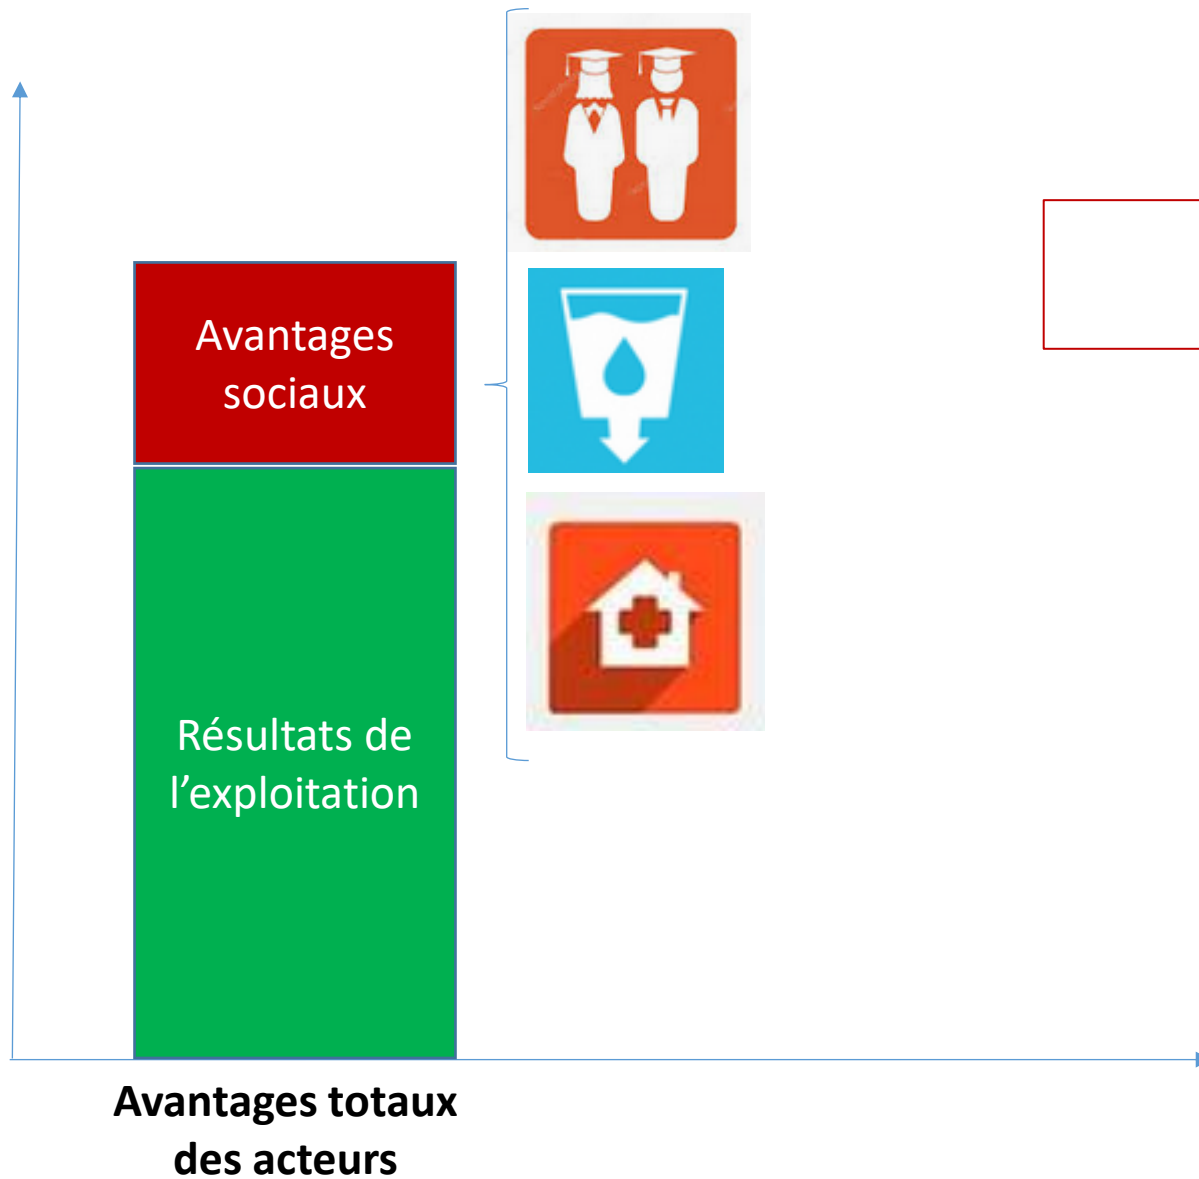 Avantages
sociaux
Résultats de
l’exploitation
Avantages totaux
des acteurs